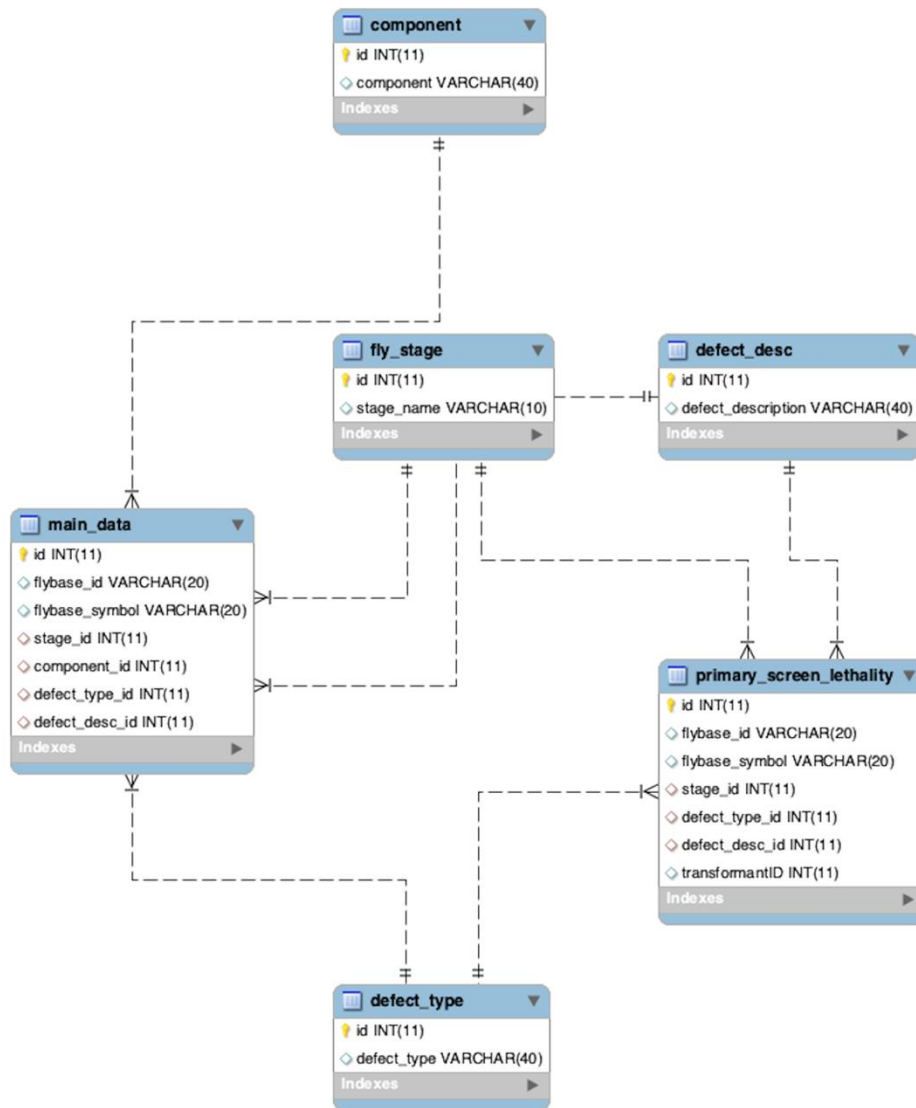 component
id INT(11)
component VARCHAR(40)
Indexes
fly_stage
id INT(11)
stage_name VARCHAR(10)
Indexes
defect_desc
id INT(11)
defect_description VARCHAR(40)
Indexes
main_data
id INT(11)
flybase_id VARCHAR(20)
flybase_symbol VARCHAR(20)
stage_id INT(11)
component_id INT(11)
defect_type_id INT(11)
defect_desc_id INT(11)
Indexes
primary_screen_lethality
id INT(11)
flybase_id VARCHAR(20)
flybase_symbol VARCHAR(20)
stage_id INT(11)
defect_type_id INT(11)
defect_desc_id INT(11)
transformantID INT(11)
Indexes
defect_type
id INT(11)
defect_type VARCHAR(40)
Indexes